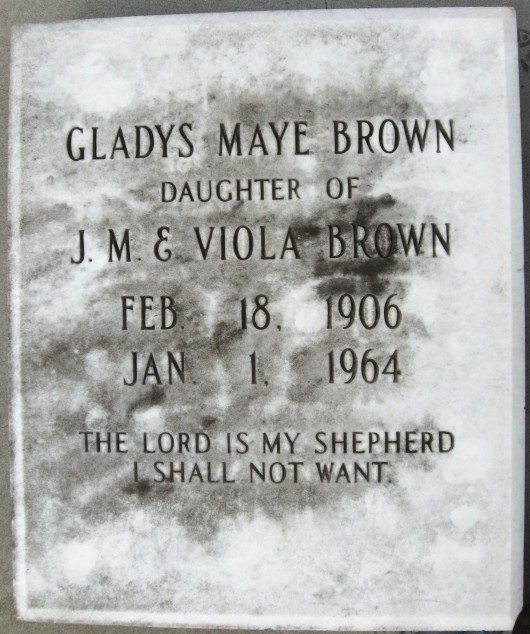 GLADYS MAYE BROWN
DAUGHTER OF
J. M. & VIOLA BROWN
FEB. 18, 1906
JAN. 1, 1964
THE LORD IS MY SHEPHERD
I SHALL NOT WANT.